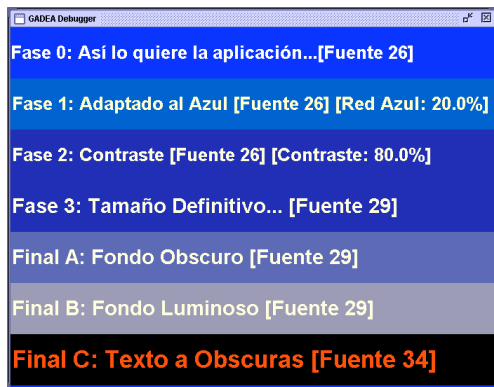 GADEA Debugger
Fase 0: Así lo quiere la aplicación...[Fuente 26]
Fase 1: Adaptado al Azul [Fuente 26] [Red Azul: 20.0%]
Fase 2: Contraste [Fuente 26] [Contraste: 80.0%]
Fase 3: Tamaño Definitivo... [Fuente 29]
Final A: Fondo Obscuro [Fuente 29]
Final B: Fondo Luminoso [Fuente 29]
Final C: Texto a Obscuras [Fuente 34]